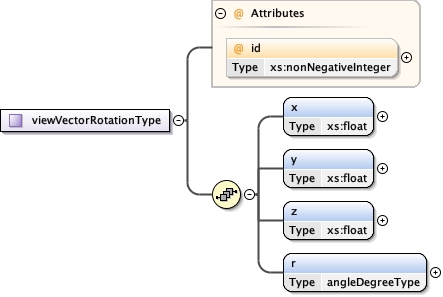 Attributes
@ id
Type xs:nonNegativeInteger
viewVectorRotationType
x
Type xs:float
y
Type xs:float
z
Type xs:float
r
Type angleDegreeType